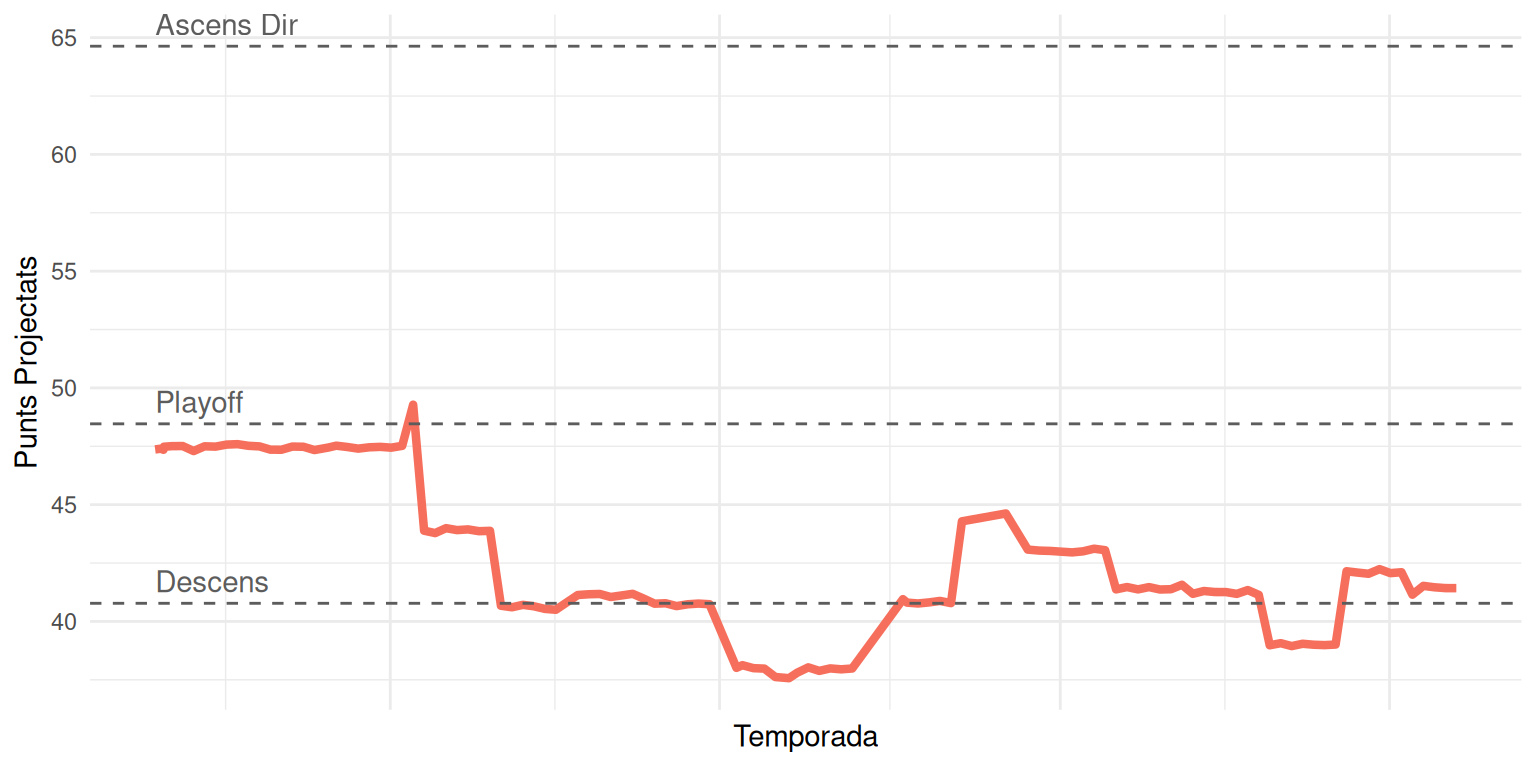 Ascens Dir
65
60
55
50
Playoff
45
Descens
40
Punts Projectats
Temporada